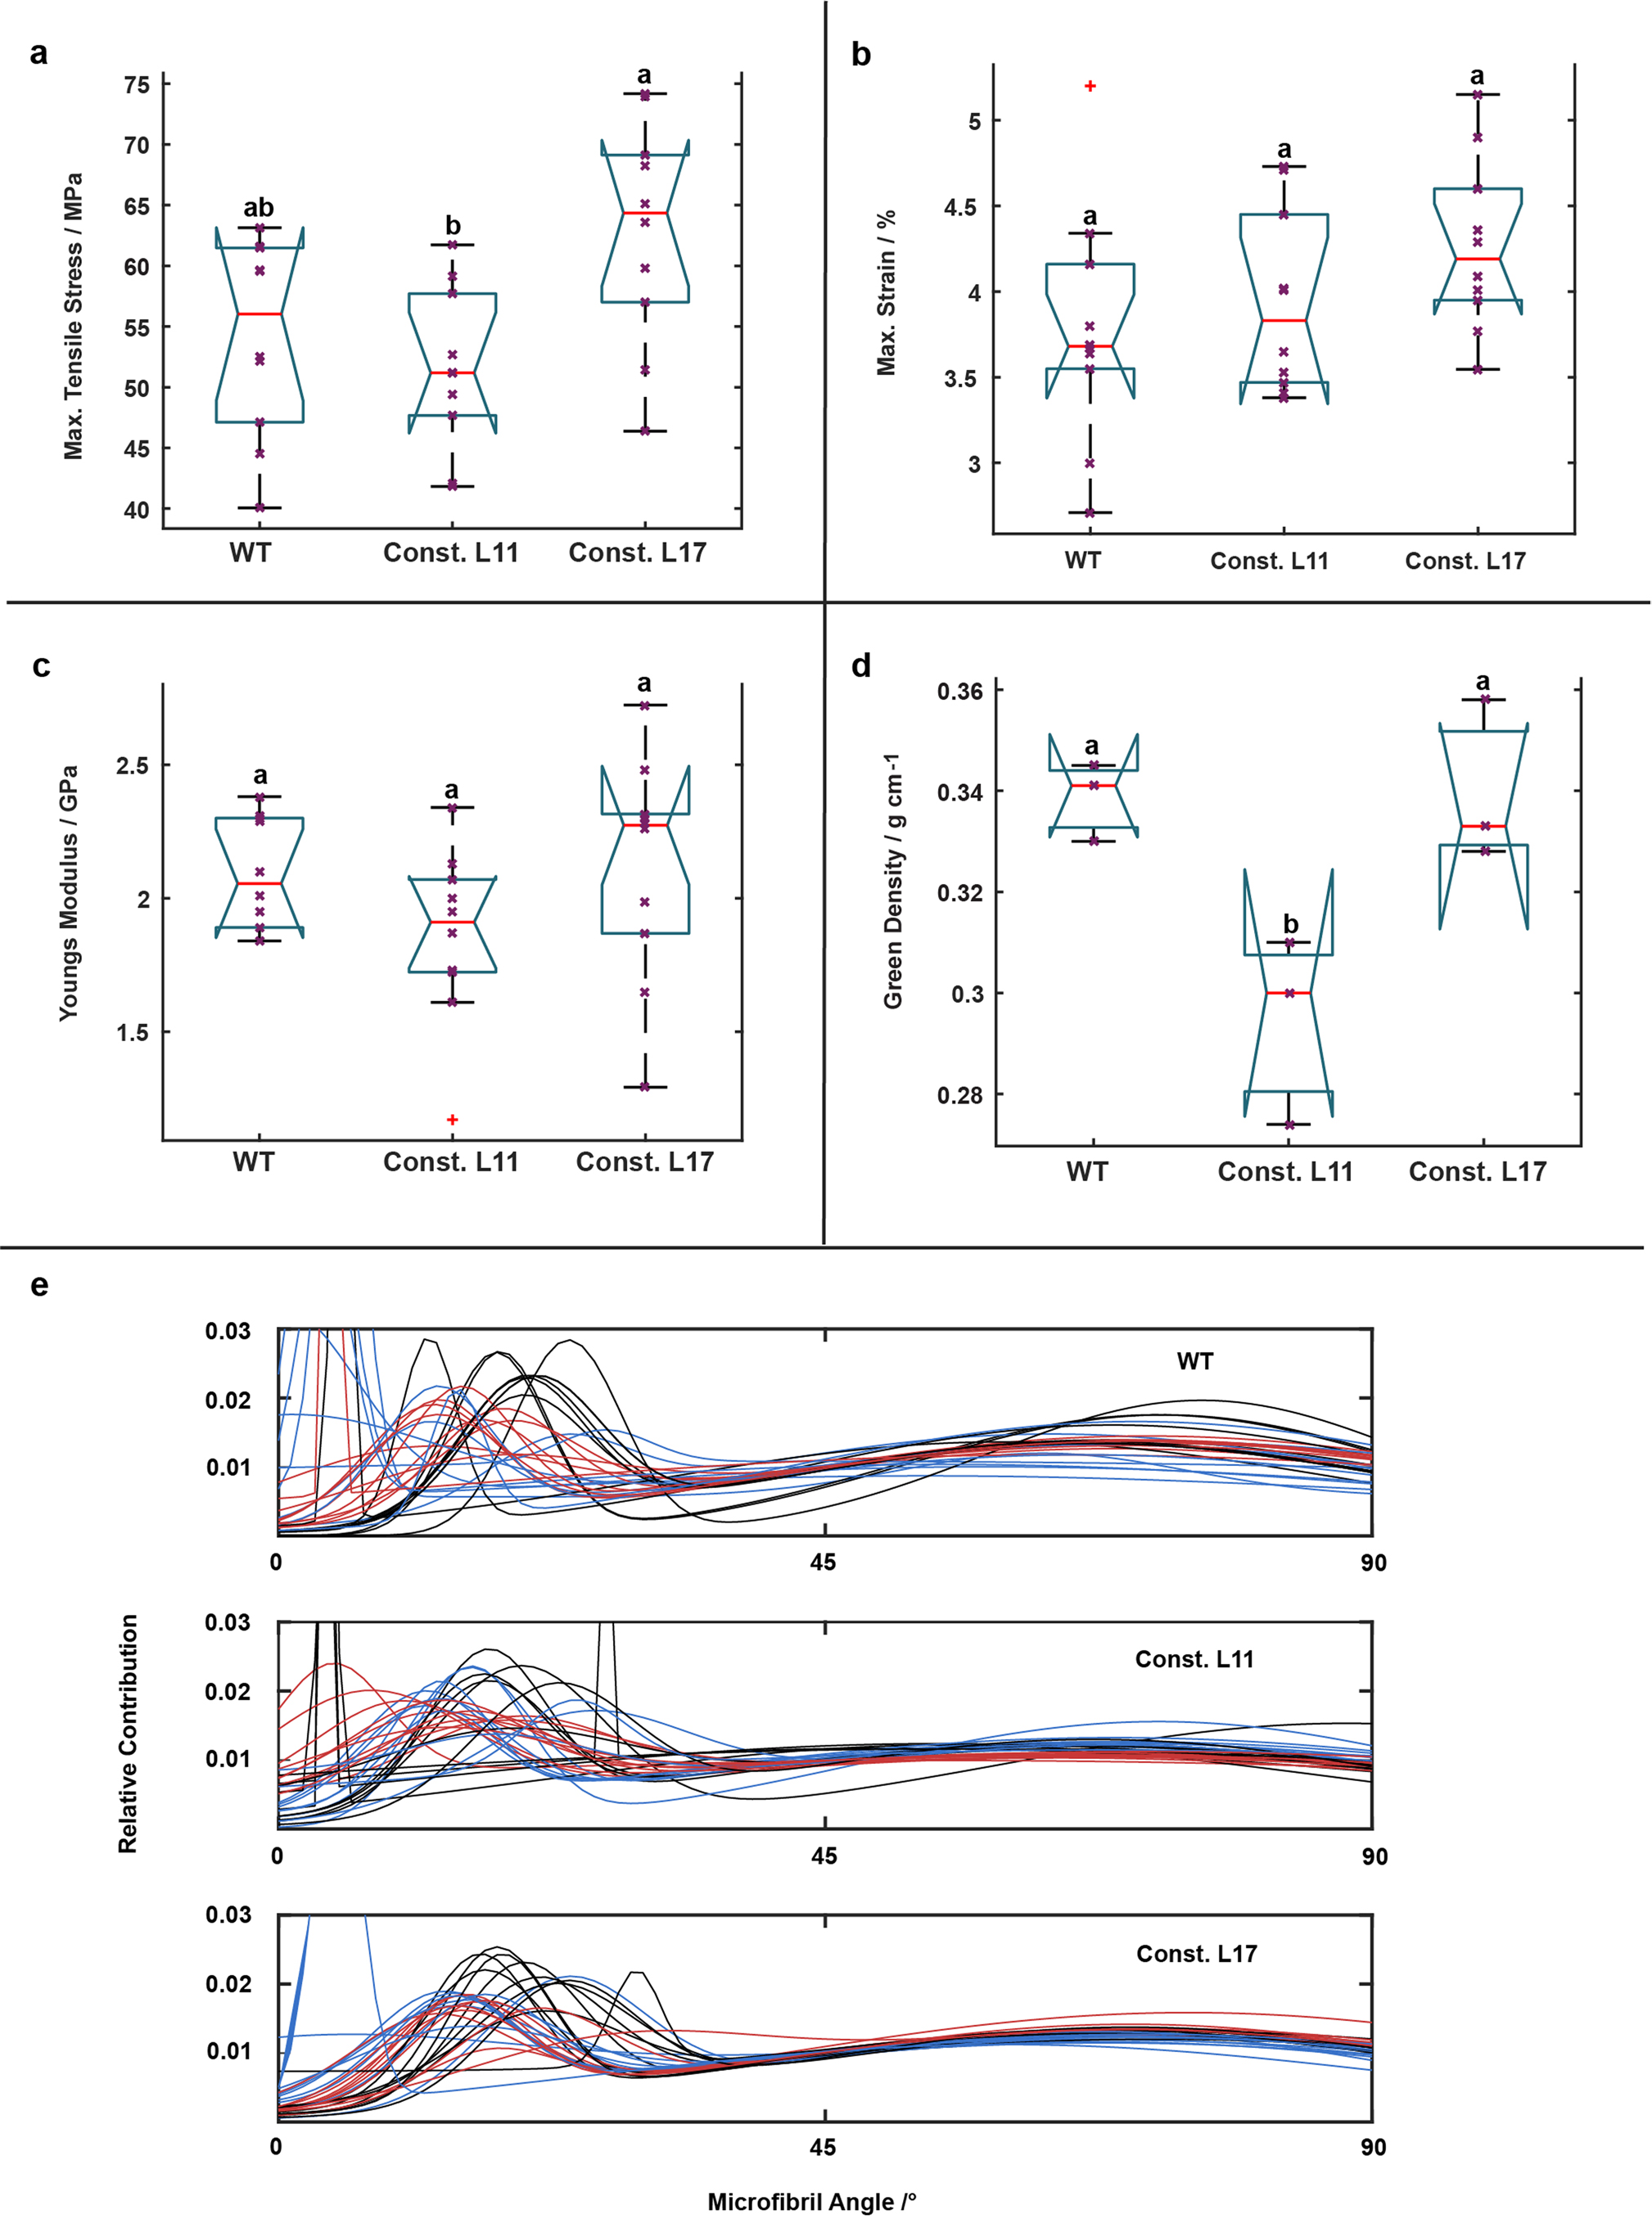 a
Max. Tensile Stress / MPa
75
70
65
60
55
50
45
40
ab
b
a
WT
Const. L11
Const. L17
b
Max. Strain / %
5
4.5
4
3.5
3
a
a
a
WT
Const. L11
Const. L17
c
Youngs Modulus / GPa
2.5
2
1.5
a
a
a
WT
Const. L11
Const. L17
d
Green Density / g cm-1
0.36
0.34
0.32
0.3
0.28
a
b
a
WT
Const. L11
Const. L17
e
Relative Contribution
0.03
0.02
0.01
WT
0
45
90
0.03
0.02
0.01
Const. L11
0
45
90
0.03
0.02
0.01
Const. L17
0
45
90
Microfibril Angle /°